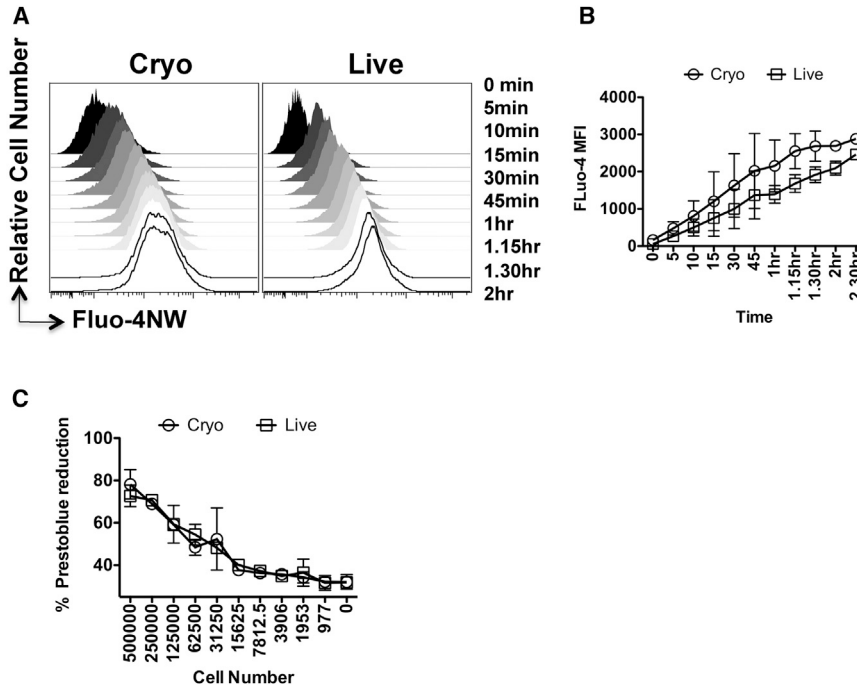 A
Cryo
Live
Relative Cell Number
0 min
5min
10min
15min
30min
45min
1hr
1.15hr
1.30hr
2hr
Fluo-4NW
B
Cryo
Live
FLuo-4 MFI
4000
3000
2000
1000
0
0
5
10
15
30
45
1hr
1.15hr
1.30hr
2hr
2.30hr
Time
C
Cryo
Live
% Prestoblue reduction
100
80
60
40
500000
250000
125000
62500
31250
15625
7812.5
3906
1953
977
0
Cell Number